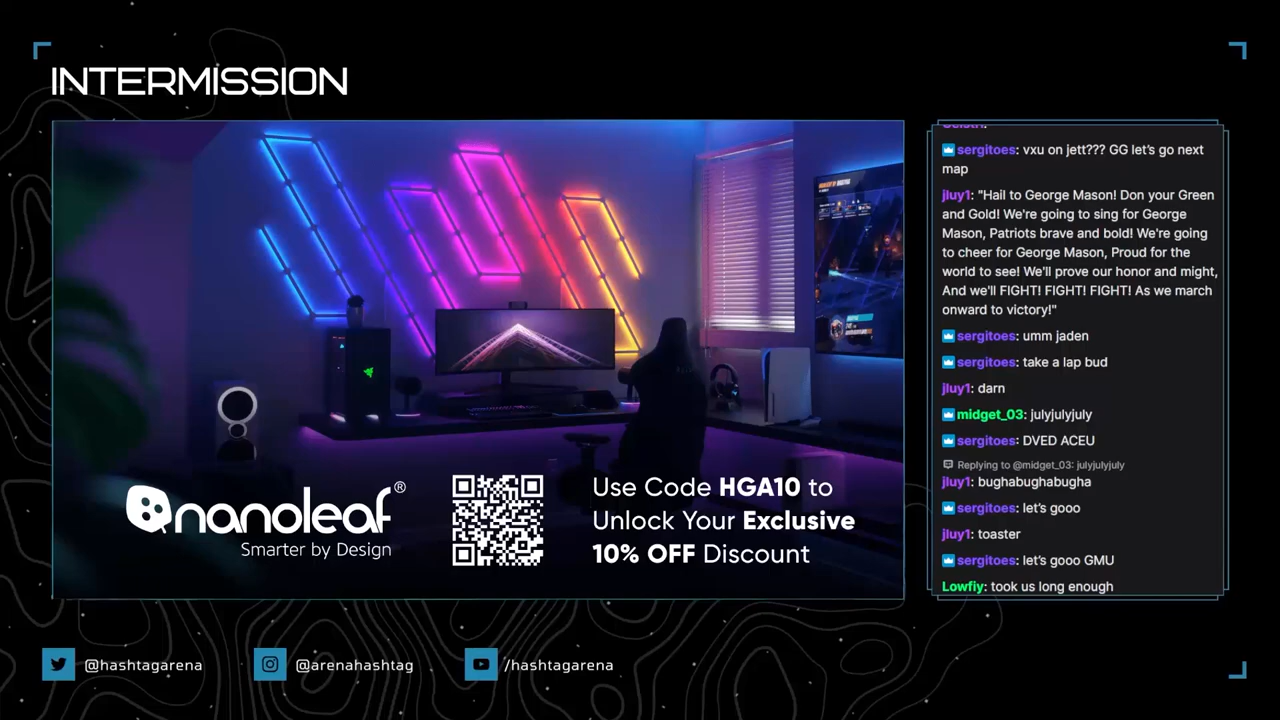 INTERMISSION
nanoleaf®
Smarter by Design
Use Code HGA10 to
Unlock Your Exclusive
10% OFF Discount
sergitoes: vxu on jett??? GG let's go next
map
jluy1: "Hail to George Mason! Don your Green
and Gold! We're going to sing for George
Mason, Patriots brave and bold! We're going
to cheer for George Mason, Proud for the
world to see! We'll prove our honor and might,
And we'll FIGHT! FIGHT! FIGHT! As we march
onward to victory!"
sergitoes: umm jaden
sergitoes: take a lap bud
jluy1: darn
midget_03: julyjulyjuly
sergitoes: DVED ACEU
Replying to @midget_03: julyjulyjuly
jluy1: bughabughabugha
sergitoes: let's gooo
jluy1: toaster
sergitoes: let's gooo GMU
Lowfiy: took us long enough
@hashtagarena
@arenahashtag
/hashtagarena